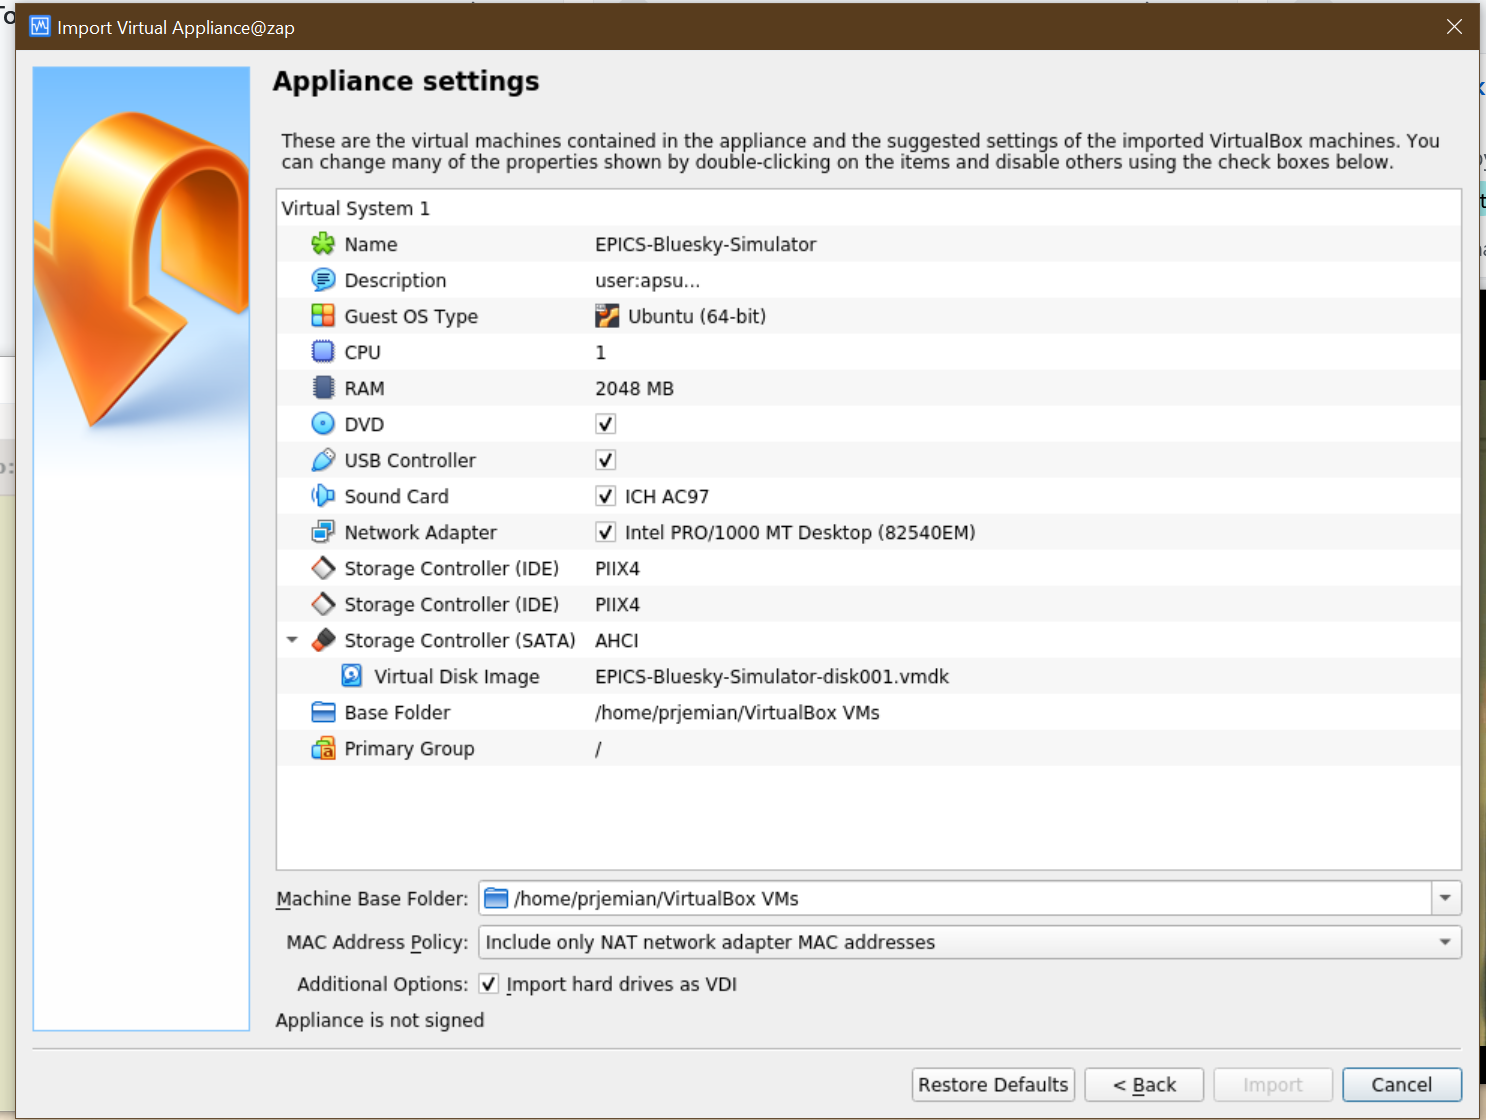 Import Virtual Appliance@zap
Appliance settings
These are the virtual machines contained in the appliance and the suggested settings of the imported VirtualBox machines. You
can change many of the properties shown by double-clicking on the items and disable others using the check boxes below.
Virtual System 1
Name EPICS-Bluesky-Simulator
Description user:apsu...
Guest OS Type Ubuntu (64-bit)
CPU 1
RAM 2048 MB
DVD
USB Controller
Sound Card ICH AC97
Network Adapter Intel PRO/1000 MT Desktop (82540EM)
Storage Controller (IDE) PIIX4
Storage Controller (IDE) PIIX4
Storage Controller (SATA) AHCI
Virtual Disk Image EPICS-Bluesky-Simulator-disk001.vmdk
Base Folder /home/prjemian/VirtualBox VMs
Primary Group /
Machine Base Folder: /home/prjemian/VirtualBox VMs
MAC Address Policy: Include only NAT network adapter MAC addresses
Additional Options: Import hard drives as VDI
Appliance is not signed
Restore Defaults < Back Import Cancel